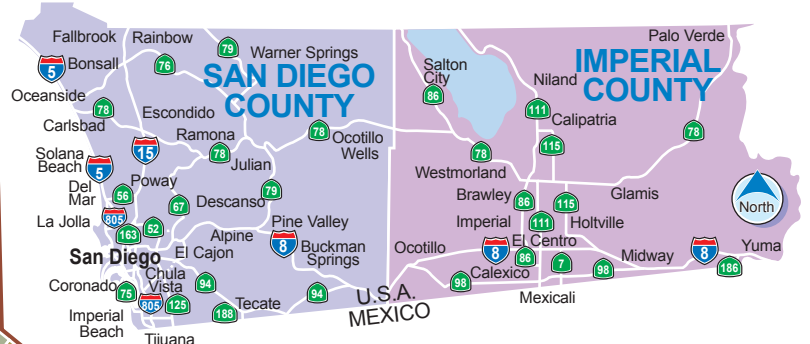 Fallbrook
Rainbow
79
Warner Springs
Palo Verde
5
Bonsall
76
SAN DIEGO
COUNTY
Salton
City
86
Niland
IMPERIAL
COUNTY
Oceanside
78
Carlsbad
Escondido
15
Ramona
78
Julian
78
Ocotillo
Wells
111
Calipatria
115
78
78
Westmorland
Solana
Beach
5
Del
Mar
56
Poway
67
Descanso
79
Brawley
86
115
Glamis
North
La Jolla
805
163
52
Alpine
Pine Valley
8
Buckman
Springs
Imperial
111
Holtville
San Diego
El Cajon
Ocotillo
8
El Centro
86
7
98
Midway
8
Yuma
186
Coronado
75
Chula
Vista
94
94
98
Calexico
Mexicali
805
125
188
Tecate
U.S.A.
MEXICO
Imperial
Beach
Tijuana